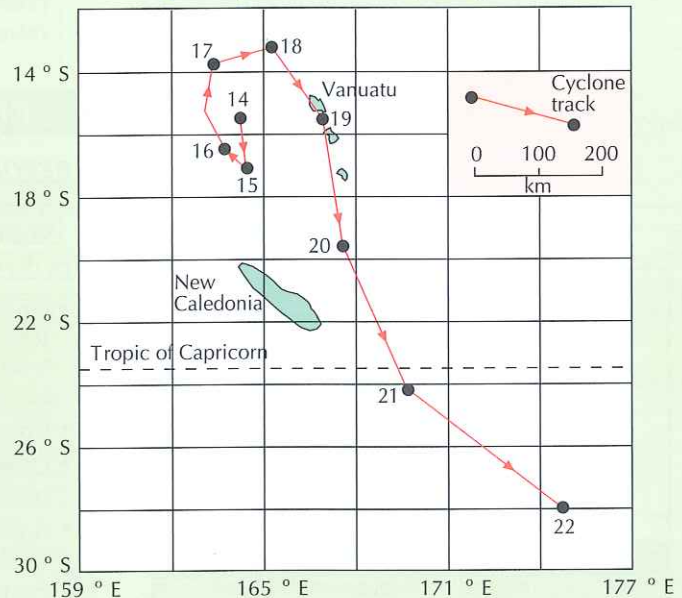 17
18
14 ° S
14
Vanuatu
19
16
15
Cyclone
track
0 100 200
km
18 ° S
20
New
Caledonia
22 ° S
Tropic of Capricorn
21
26 ° S
22
30 ° S
159 ° E 165 ° E 171 ° E 177 ° E